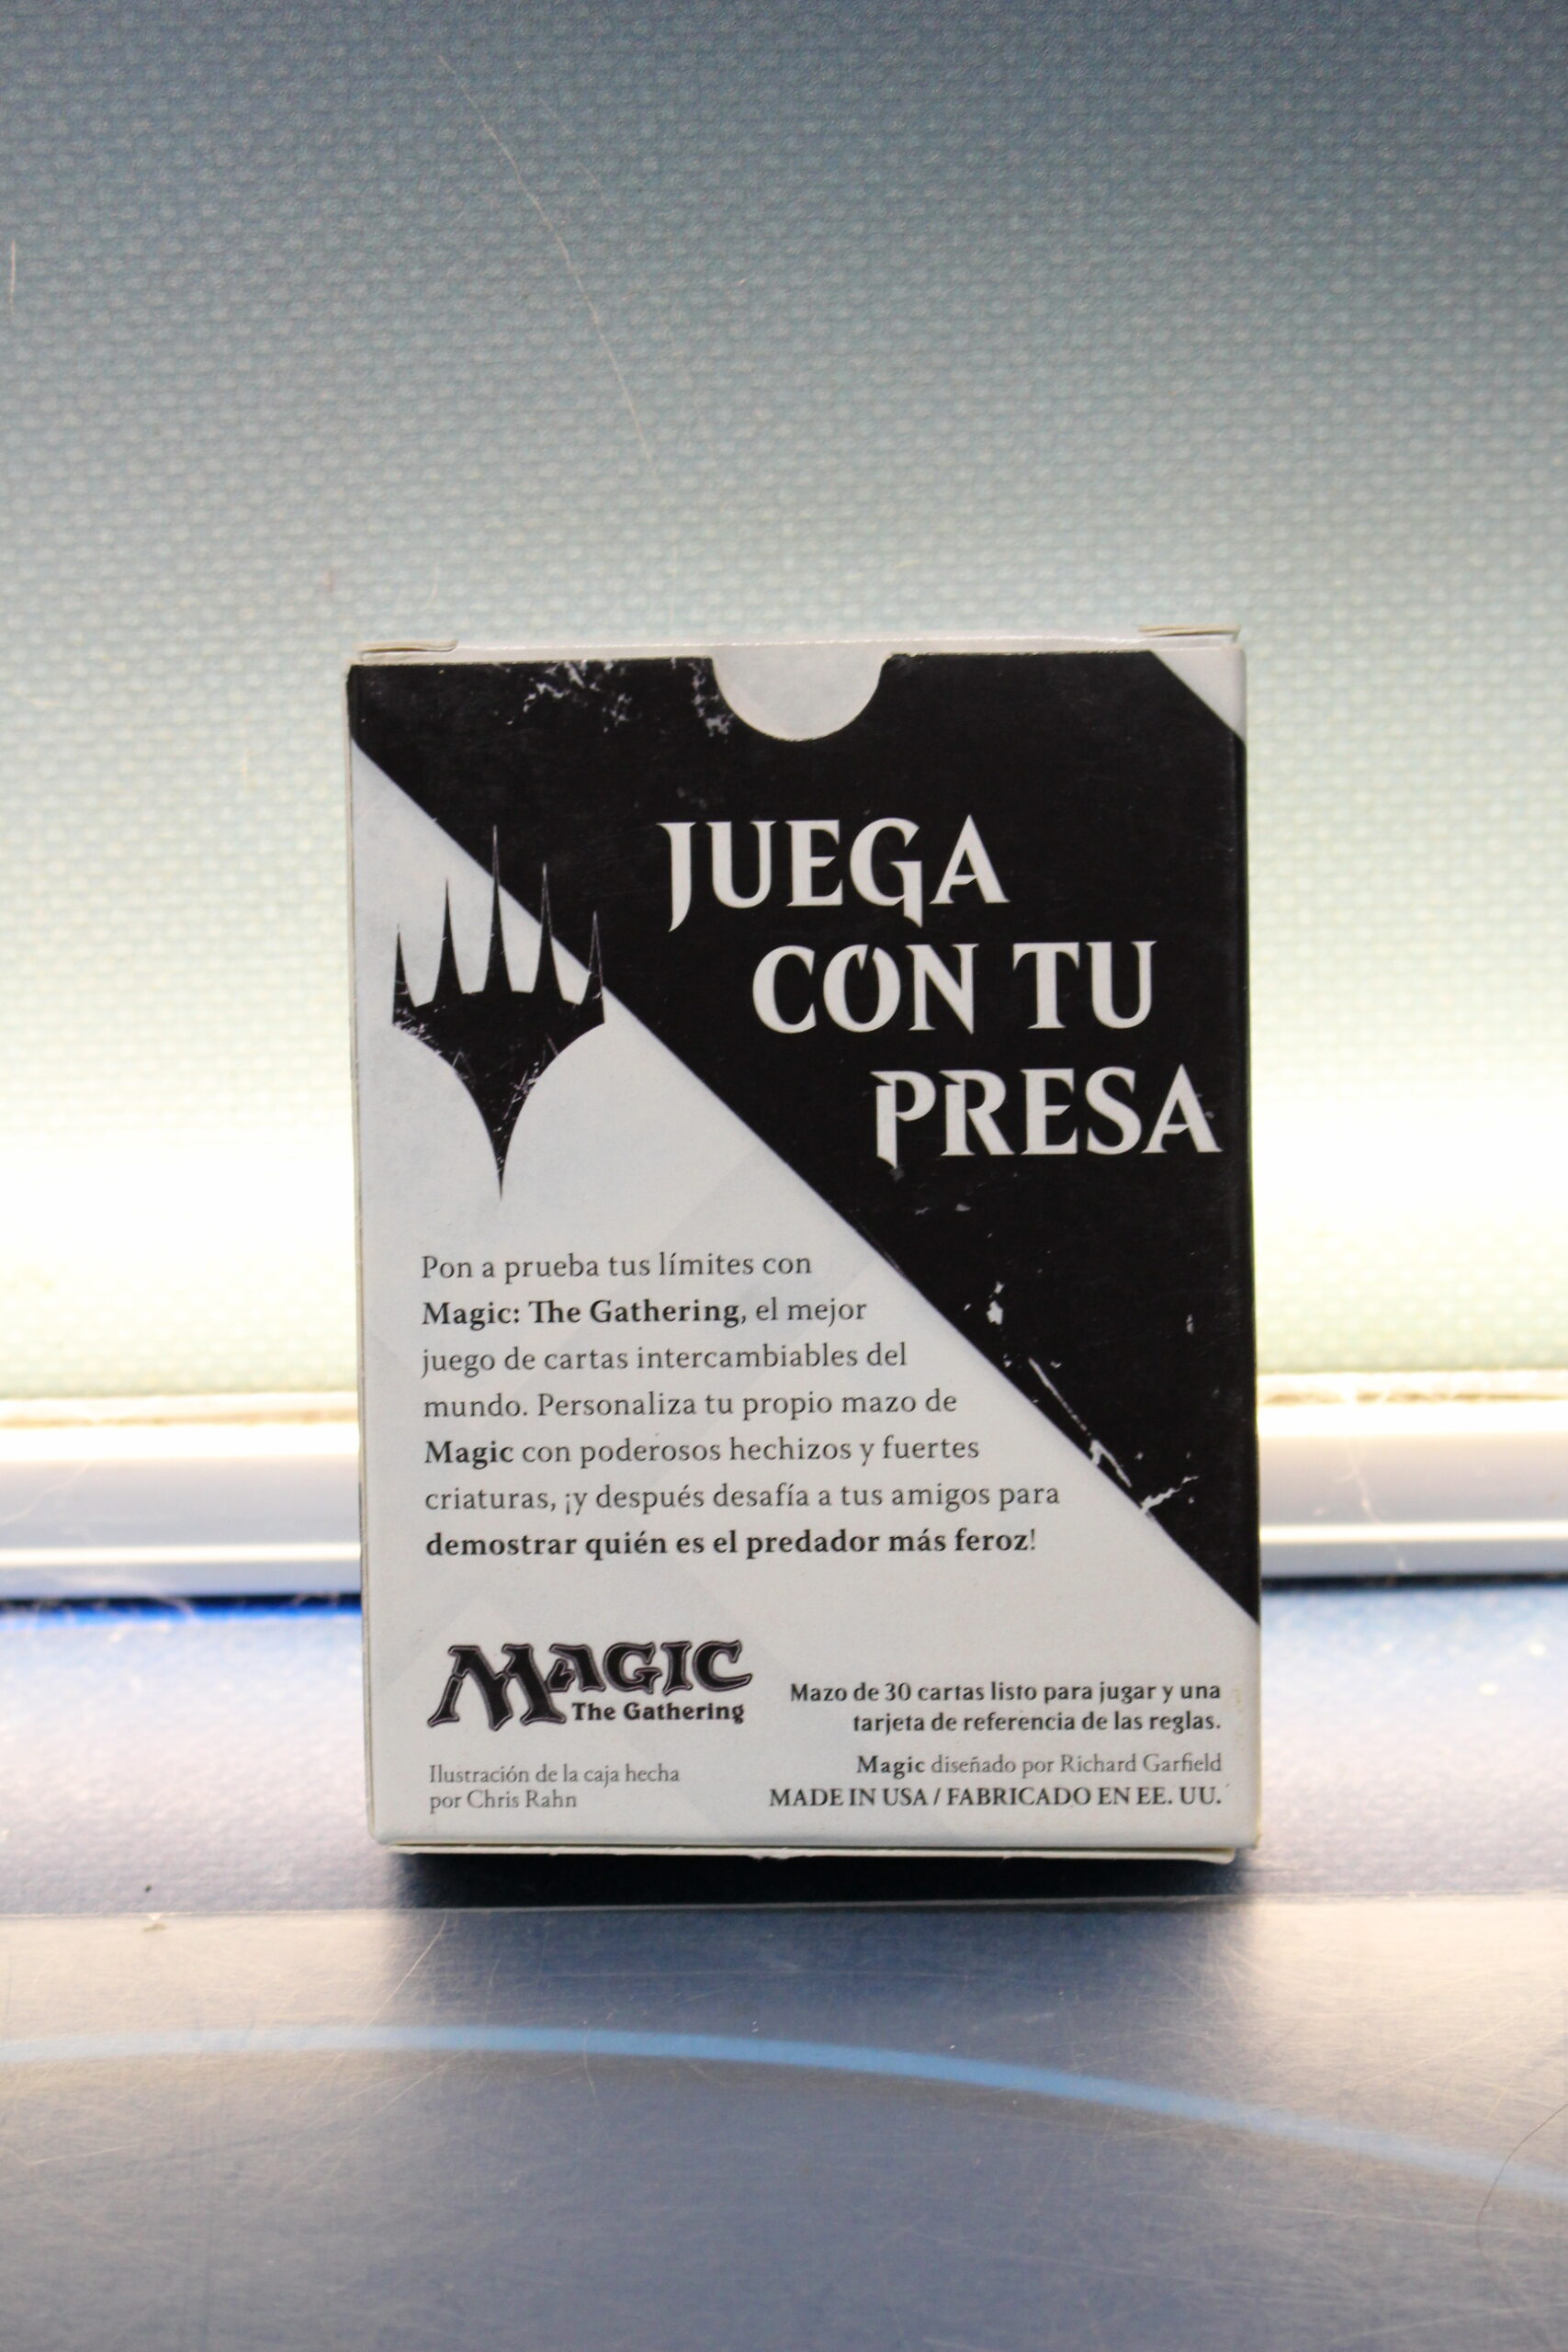 JUEGA
CON TU
PRESA
Pon a prueba tus límites con
Magic: The Gathering, el mejor
juego de cartas intercambiables del
mundo. Personaliza tu propio mazo de
Magic con poderosos hechizos y fuertes
criaturas, ¡y después desafía a tus amigos para
demostrar quién es el predador más feroz!
MAGIC
The Gathering
Mazo de 30 cartas listo para jugar y una
tarjeta de referencia de las reglas.
Ilustración de la caja hecha
por Chris Rahn
Magic diseñado por Richard Garfield
MADE IN USA / FABRICADO EN EE. UU.